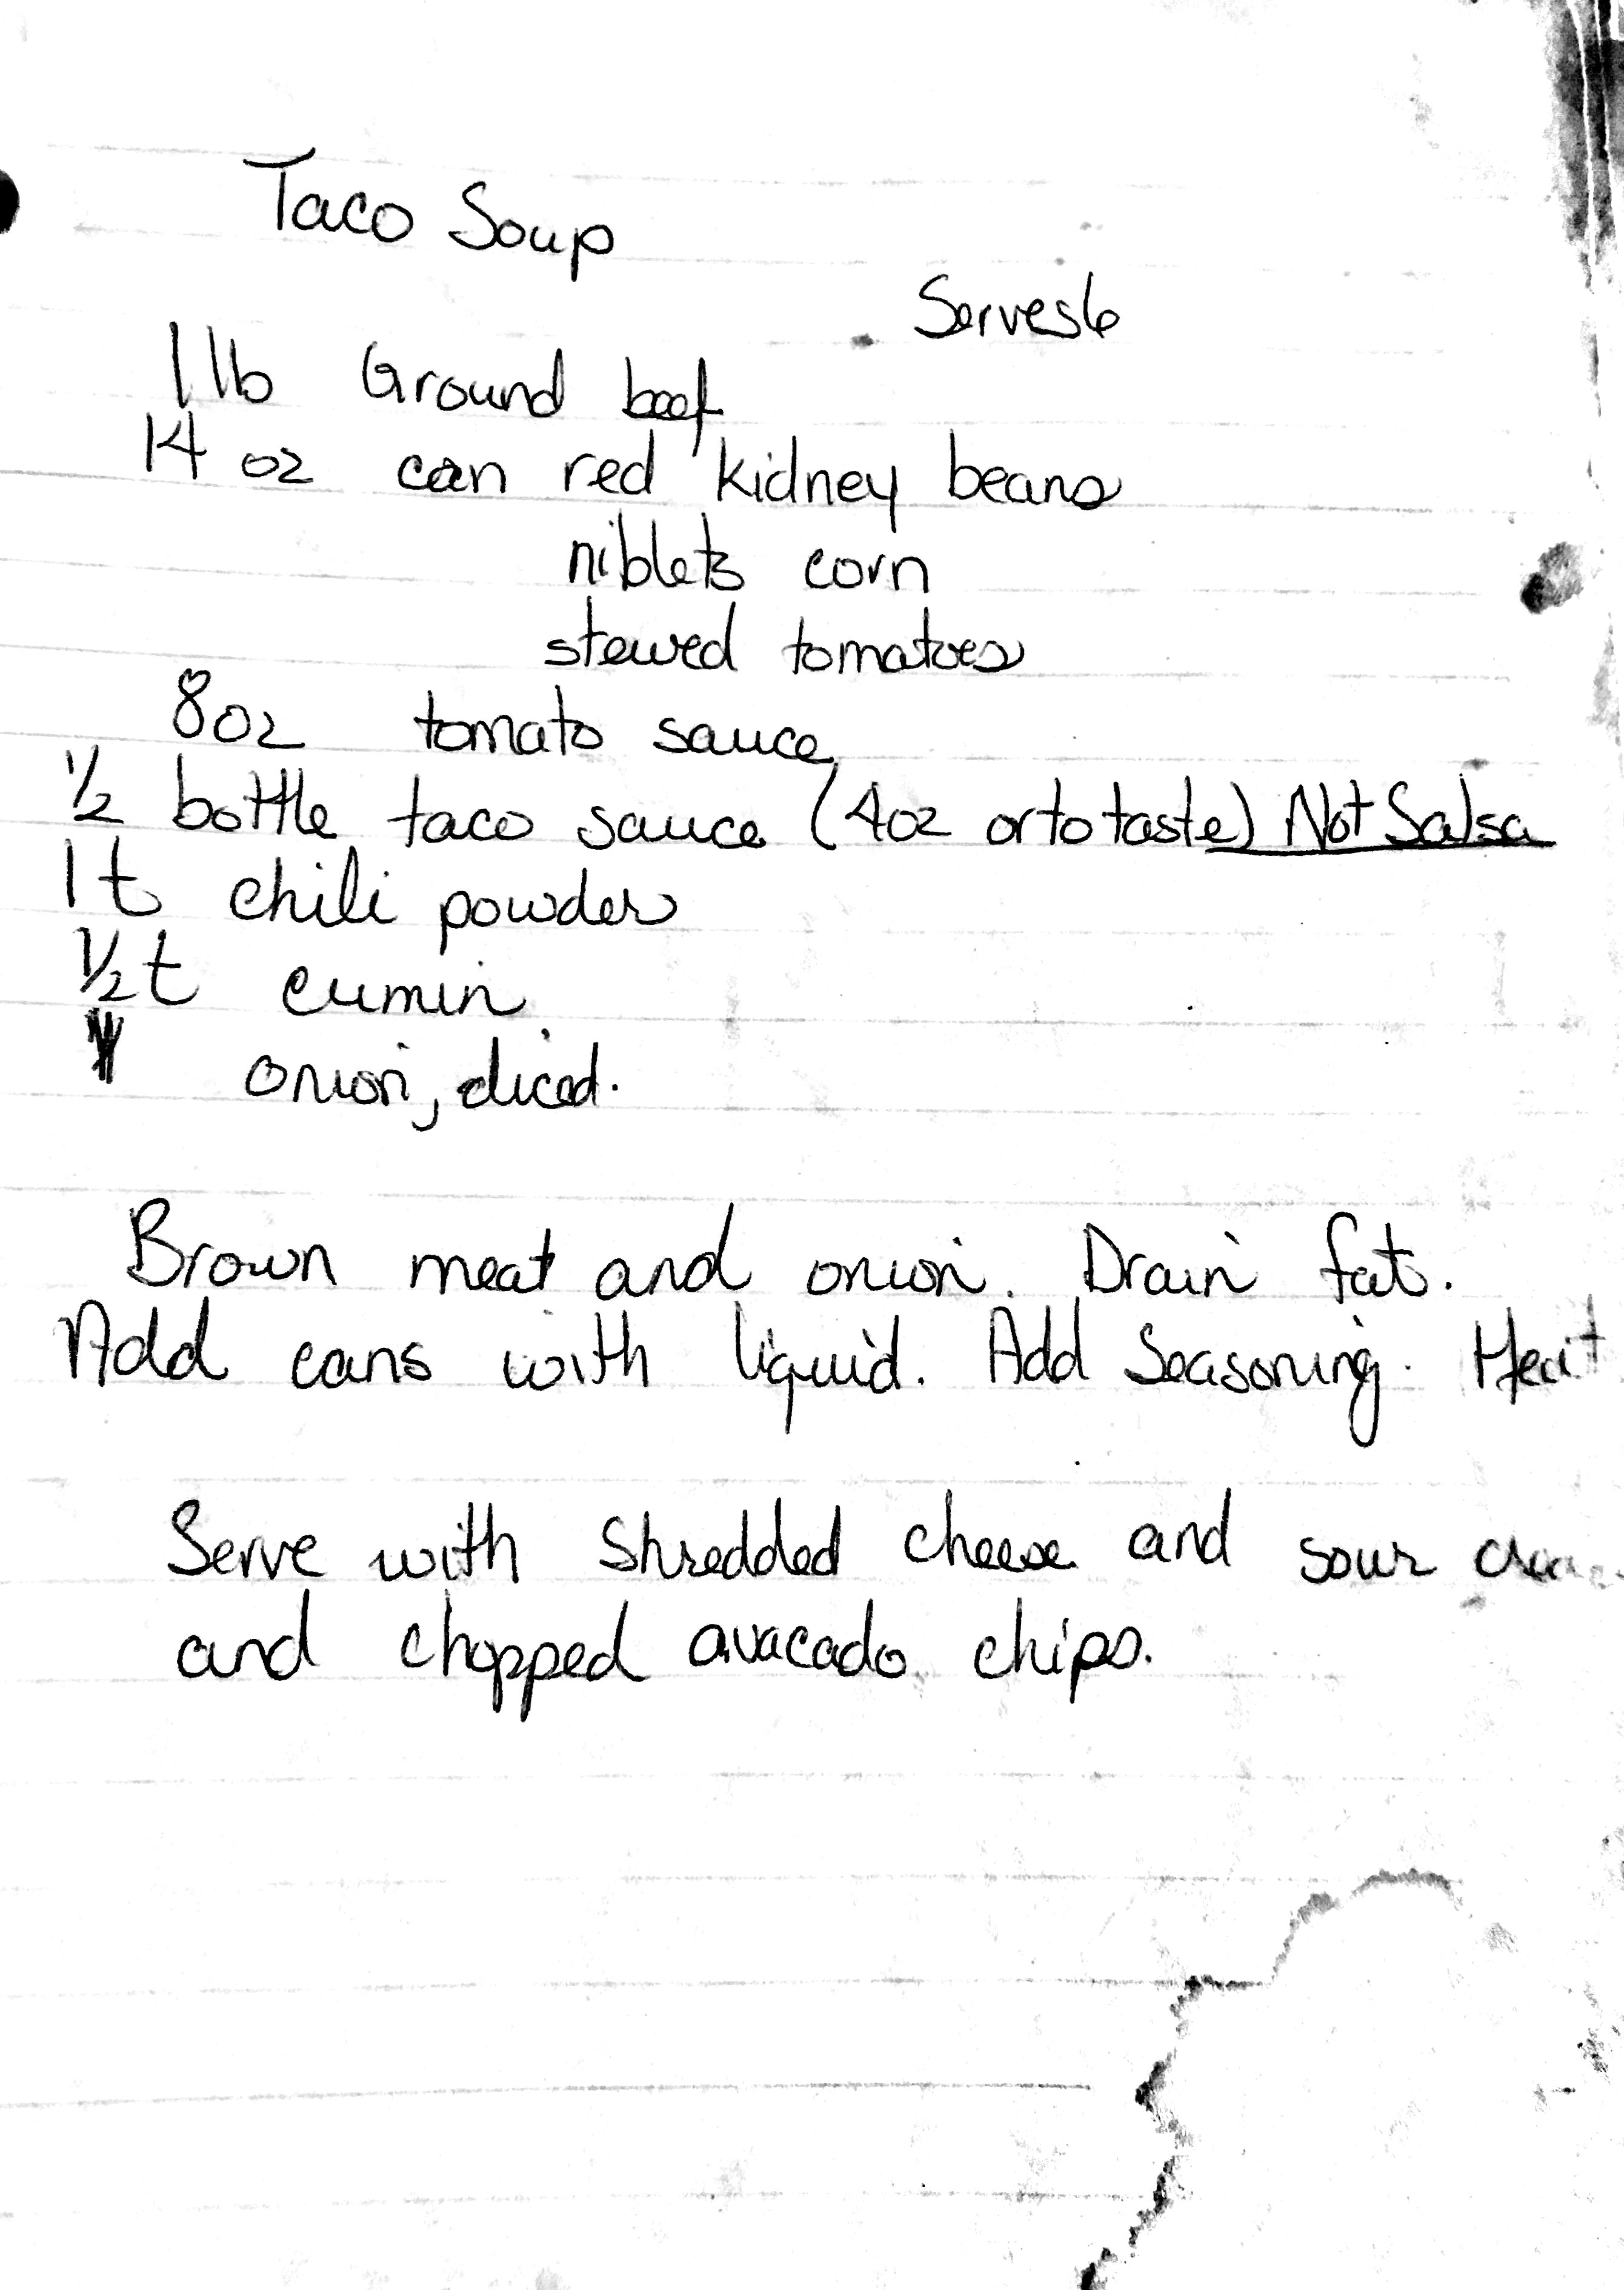 Taco Soup
Serves 6
1 lb Ground beef
14 oz can red kidney beans
niblets corn
stewed tomatoes
8 oz tomato sauce
1/2 bottle taco sauce (4oz or to taste) Not Salsa
1 t chili powder
1/2 t cumin
onion, diced.
Brown meat and onion. Drain fat.
Add cans with liquid. Add Seasoning. Heat
Serve with shredded cheese and sour
and chopped avacado chips.